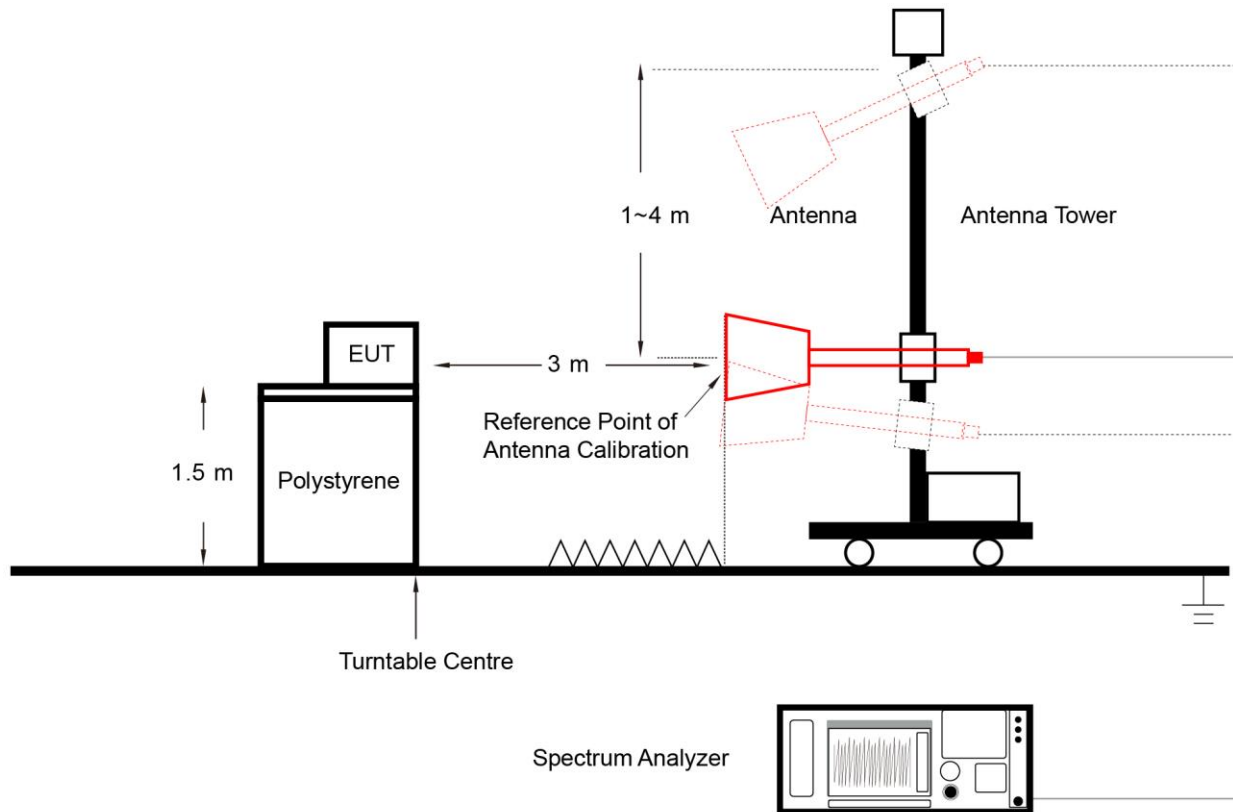 1~4 m
Antenna
Antenna Tower
EUT
3 m
Reference Point of
Antenna Calibration
1.5 m
Polystyrene
Turntable Centre
Spectrum Analyzer